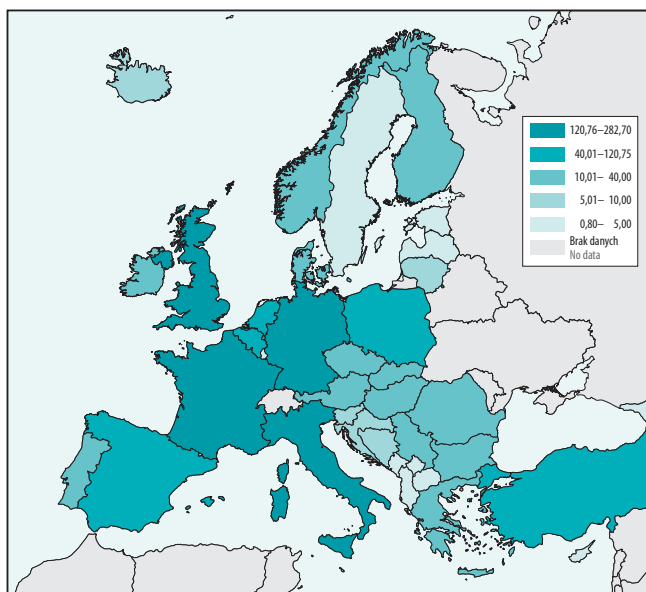 120,76–282,70
40,01–120,75
10,01– 40,00
5,01– 10,00
0,80– 5,00
Brak danych
No data